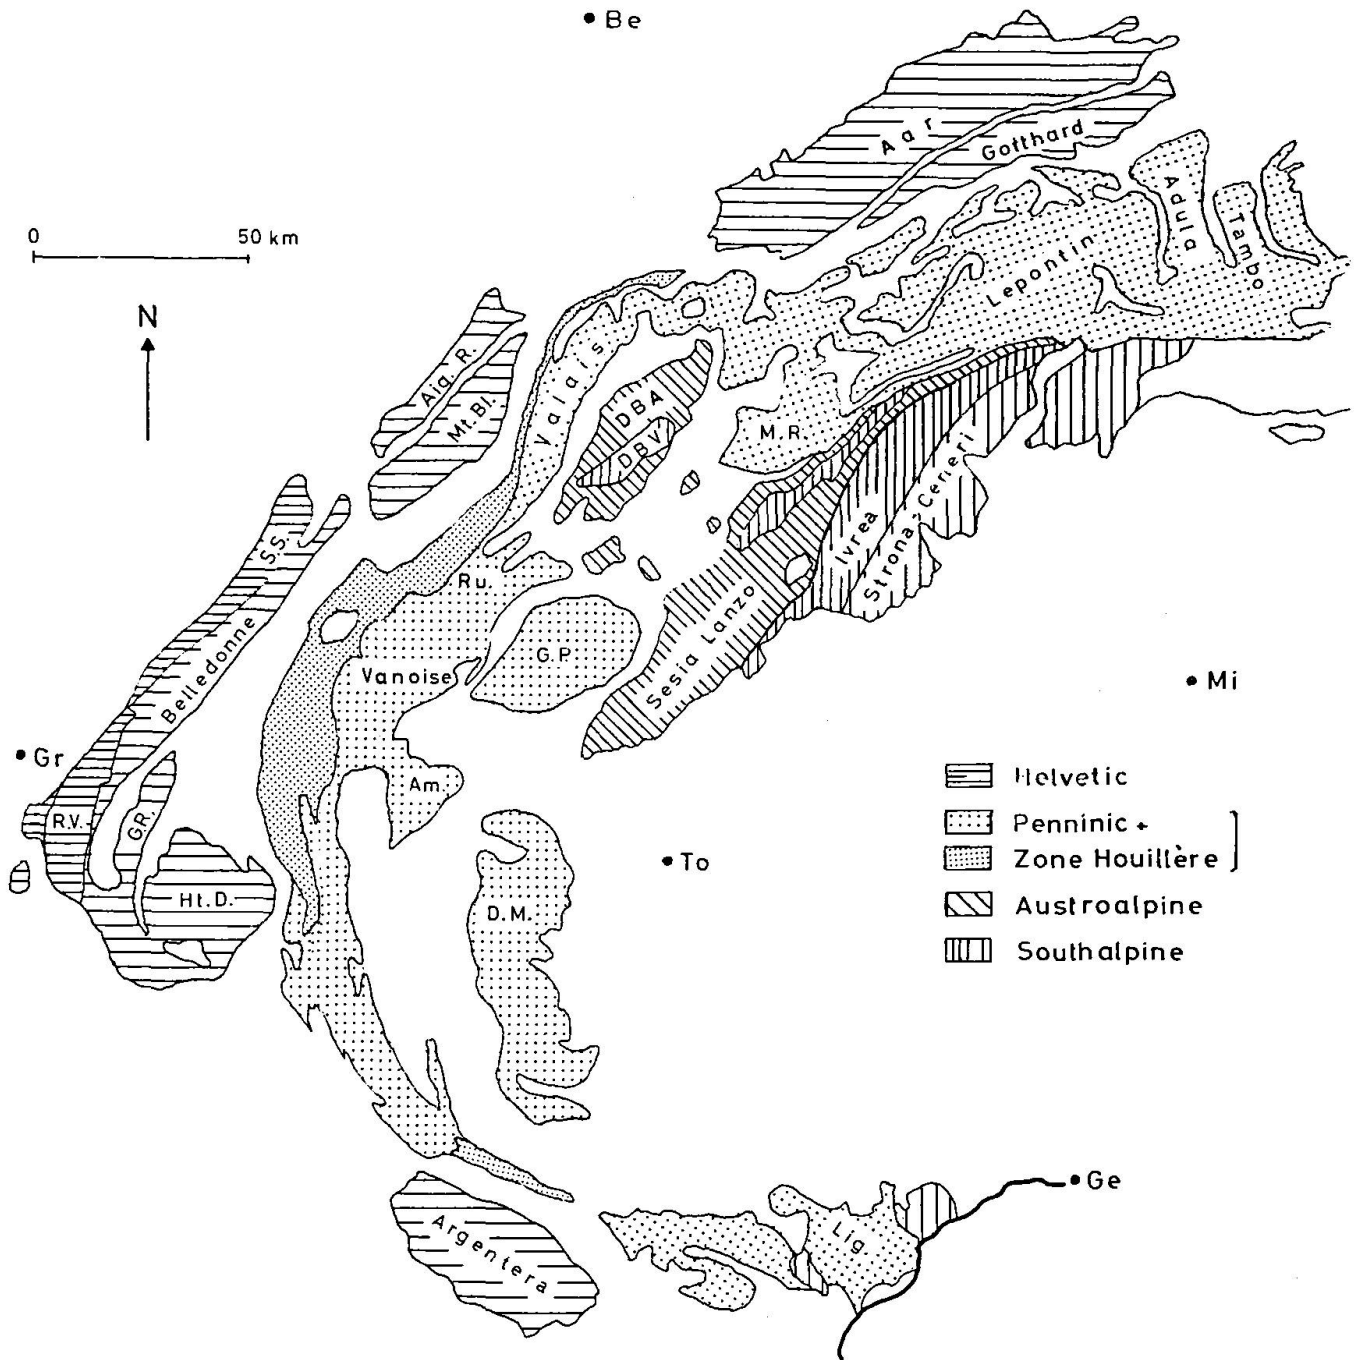 Be
Aar
Gotthard
Adula
Tambo
Lepontin
0 50 km
N
Aig. R.
Mt. Bl.
Valais
DBA
DBV
M.R.
Ivrea
Strona-Ceneri
S.S.
Belledonne
Ru.
G.P.
Sesia Lanzo
Vanoise
Mi
Gr
Am.
R.V.
G.R.
Ht.D.
To
D.M.
Helvetic
Penninic +
Zone Houillère
Austroalpine
Southalpine
Ge
Argentera
Lig.